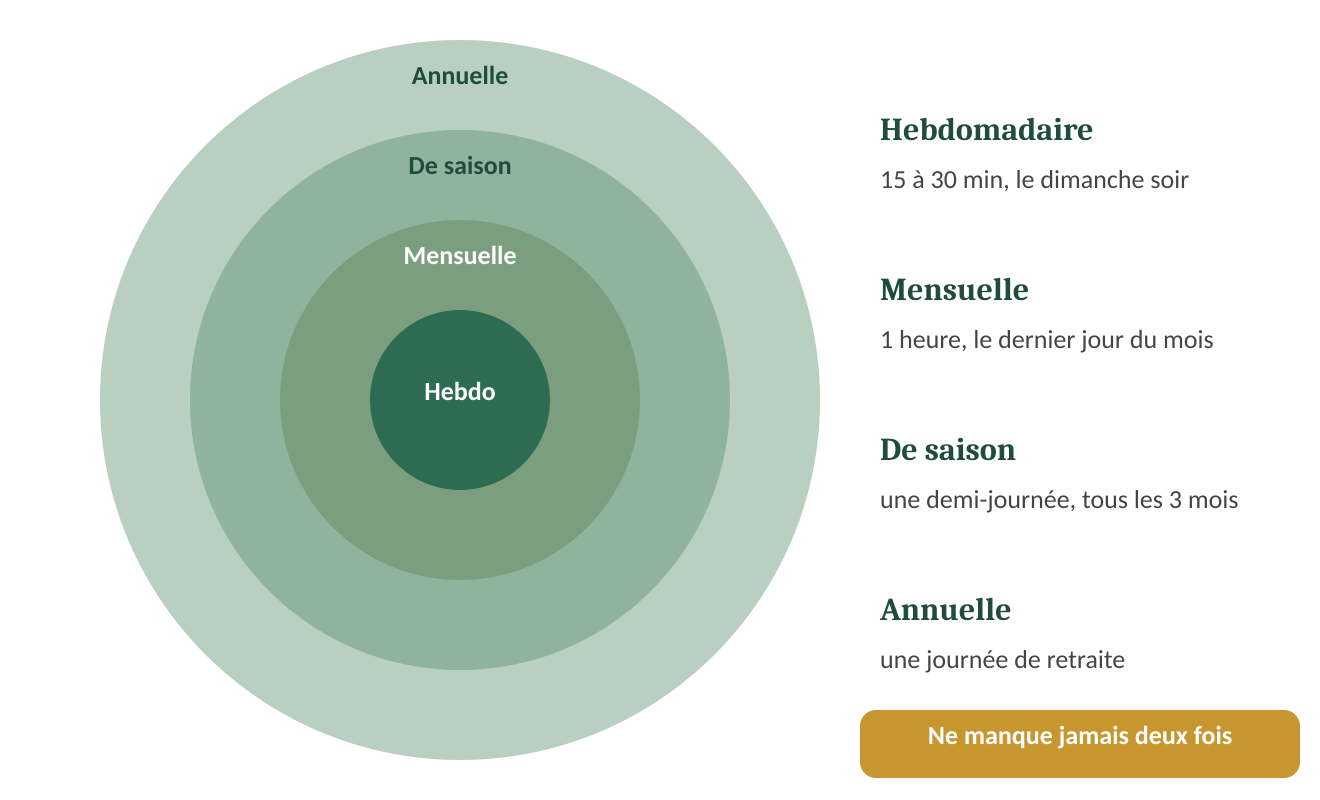 Annuelle
De saison
Mensuelle
Hebdo
Hebdomadaire
15 à 30 min, le dimanche soir
Mensuelle
1 heure, le dernier jour du mois
De saison
une demi-journée, tous les 3 mois
Annuelle
une journée de retraite
Ne manque jamais deux fois